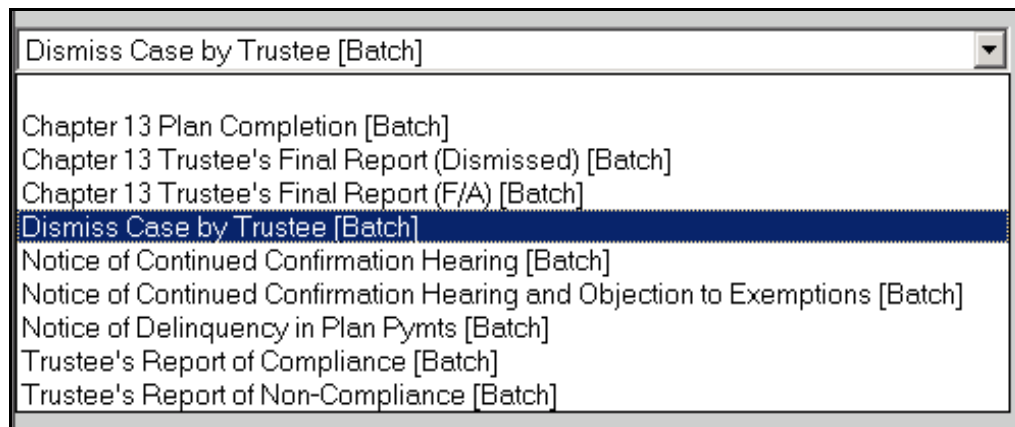 Dismiss Case by Trustee [Batch]
Chapter 13 Plan Completion [Batch]
Chapter 13 Trustee's Final Report (Dismissed) [Batch]
Chapter 13 Trustee's Final Report (F/A) [Batch]
Dismiss Case by Trustee [Batch]
Notice of Continued Confirmation Hearing [Batch]
Notice of Continued Confirmation Hearing and Objection to Exemptions [Batch]
Notice of Delinquency in Plan Pymts [Batch]
Trustee's Report of Compliance [Batch]
Trustee's Report of Non-Compliance [Batch]